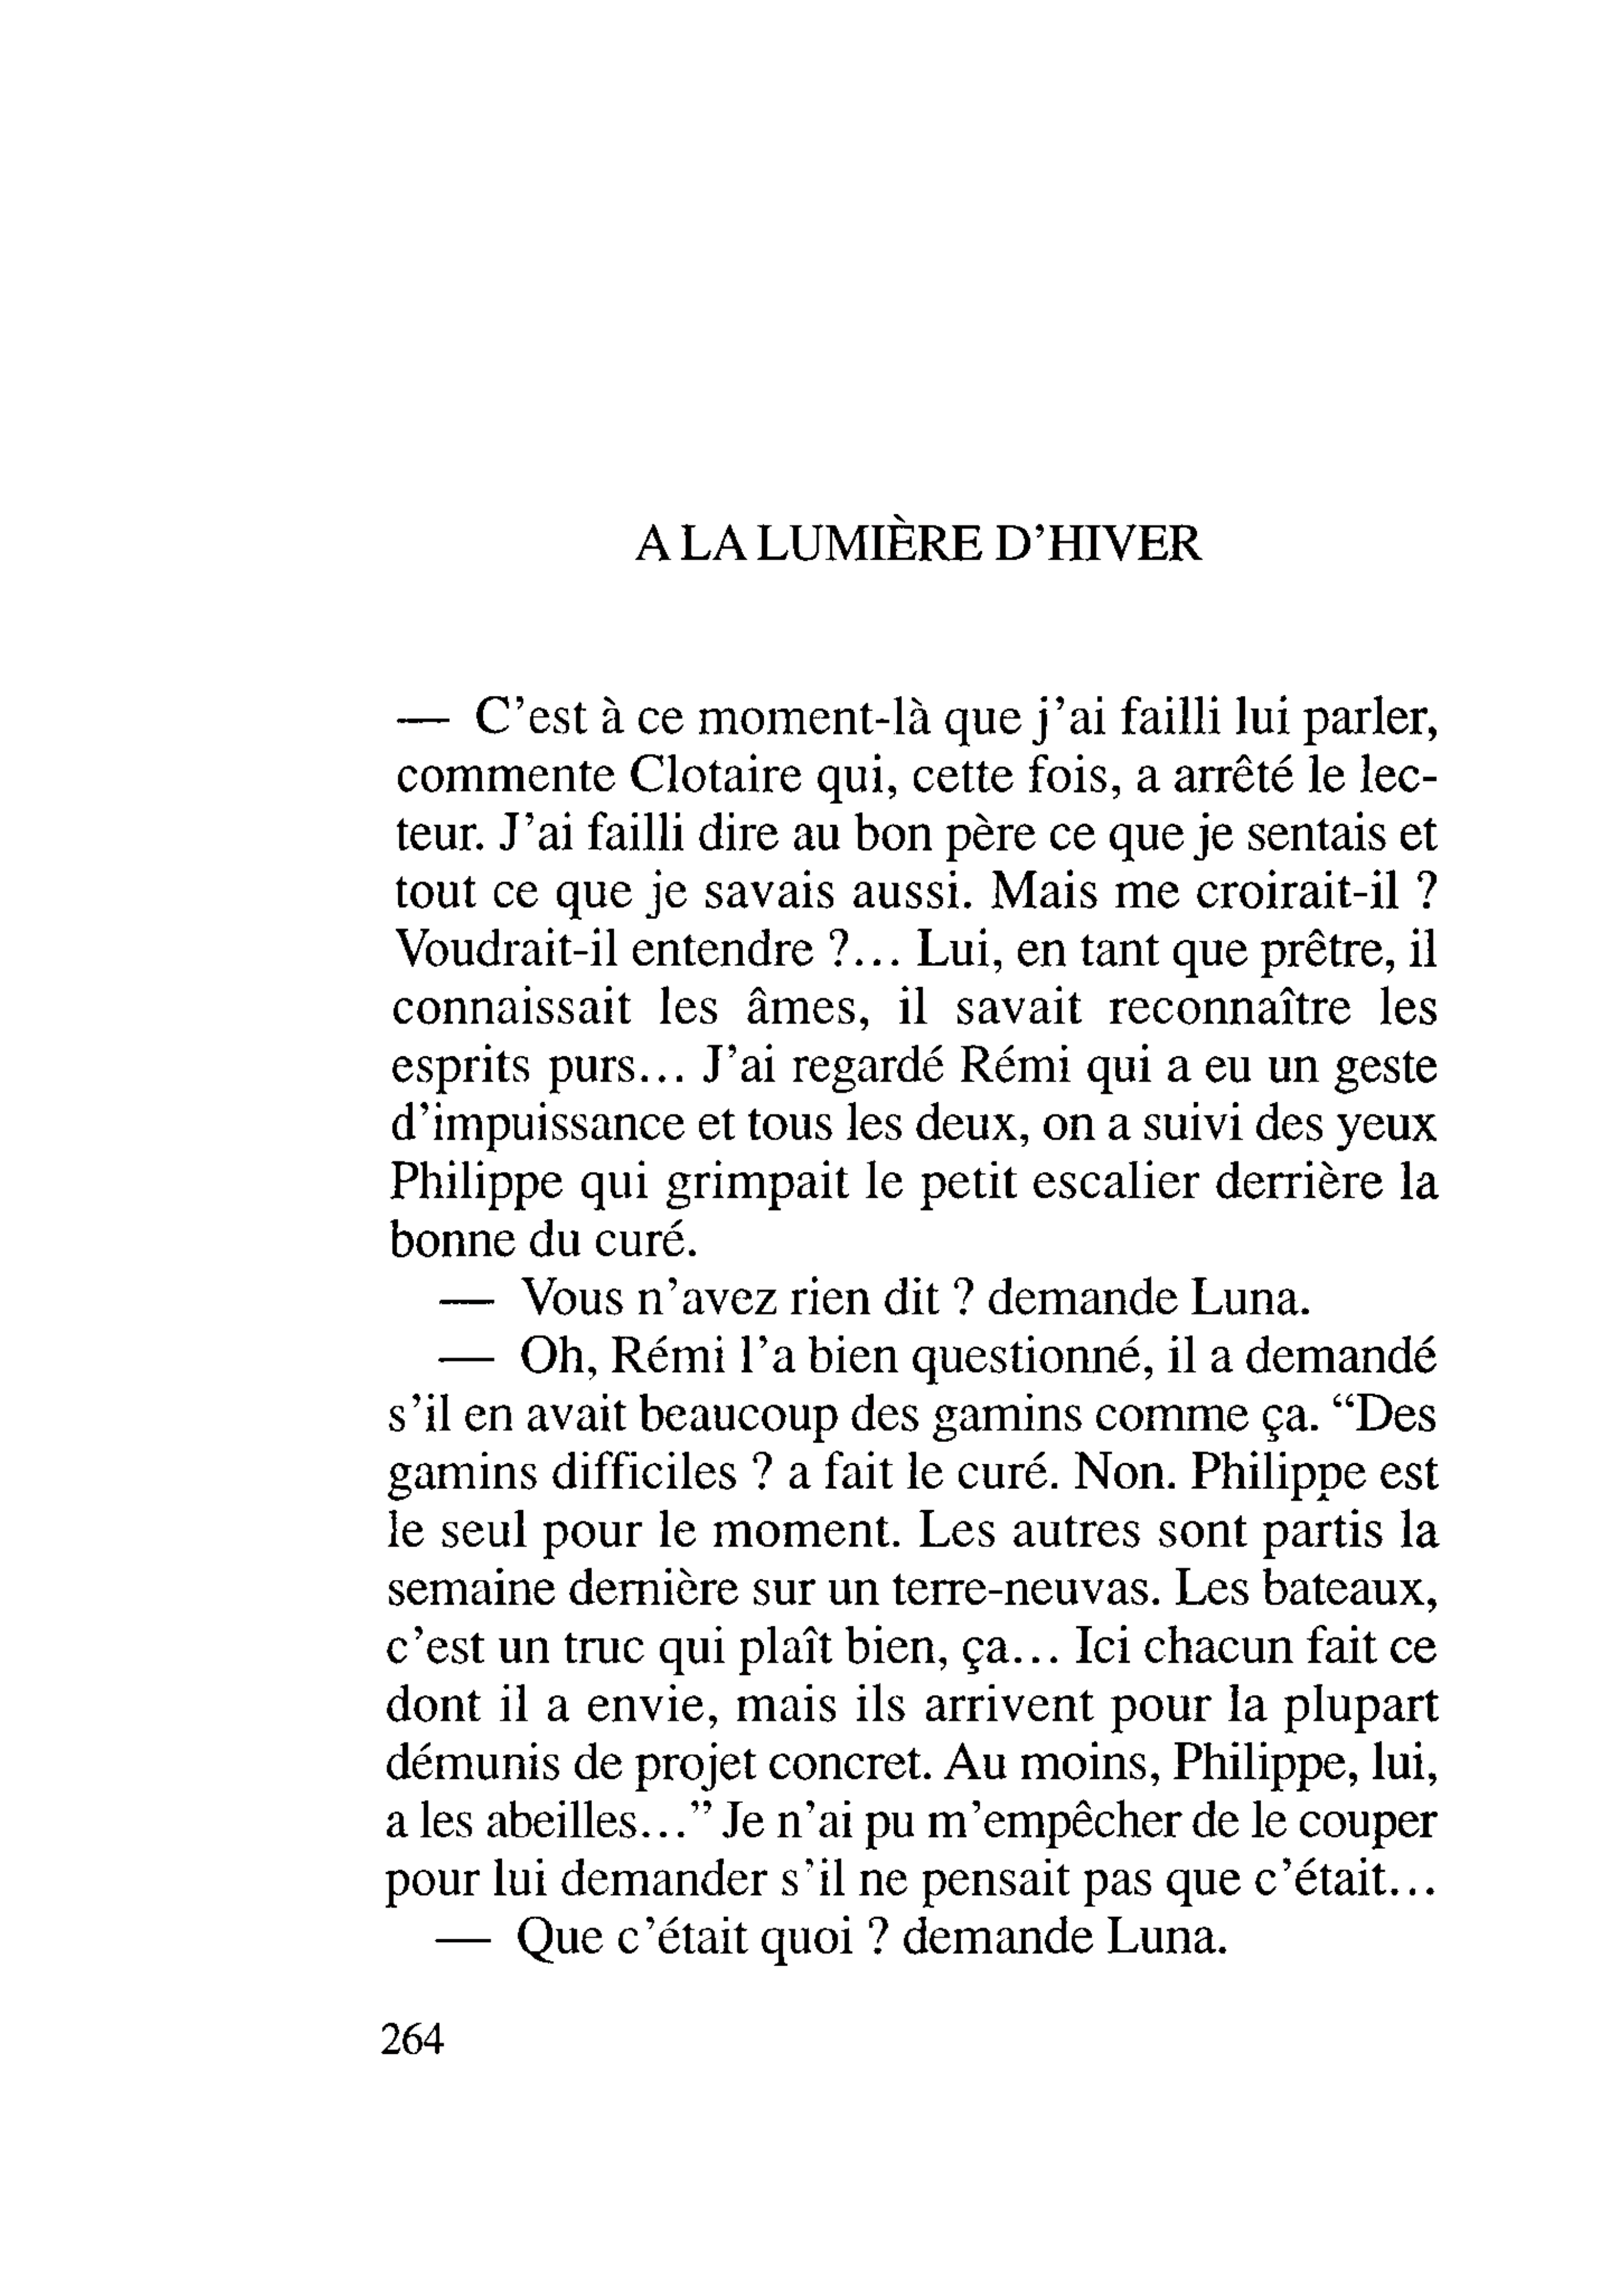 A LA LUMIÈRE D'HIVER
— C'est à ce moment-là que j'ai failli lui parler,
commente Clotaire qui, cette fois, a arrêté le lec-
teur. J'ai failli dire au bon père ce que je sentais et
tout ce que je savais aussi. Mais me croirait-il ?
Voudrait-il entendre ?... Lui, en tant que prêtre, il
connaissait les âmes, il savait reconnaître les
esprits purs... J'ai regardé Rémi qui a eu un geste
d'impuissance et tous les deux, on a suivi des yeux
Philippe qui grimpait le petit escalier derrière la
bonne du curé.
— Vous n'avez rien dit ? demande Luna.
— Oh, Rémi l'a bien questionné, il a demandé
s'il en avait beaucoup des gamins comme ça. “Des
gamins difficiles ? a fait le curé. Non. Philippe est
le seul pour le moment. Les autres sont partis la
semaine dernière sur un terre-neuvas. Les bateaux,
c'est un truc qui plaît bien, ça... Ici chacun fait ce
dont il a envie, mais ils arrivent pour la plupart
démunis de projet concret. Au moins, Philippe, lui,
a les abeilles...” Je n'ai pu m'empêcher de le couper
pour lui demander s'il ne pensait pas que c'était...
— Que c'était quoi ? demande Luna.
264